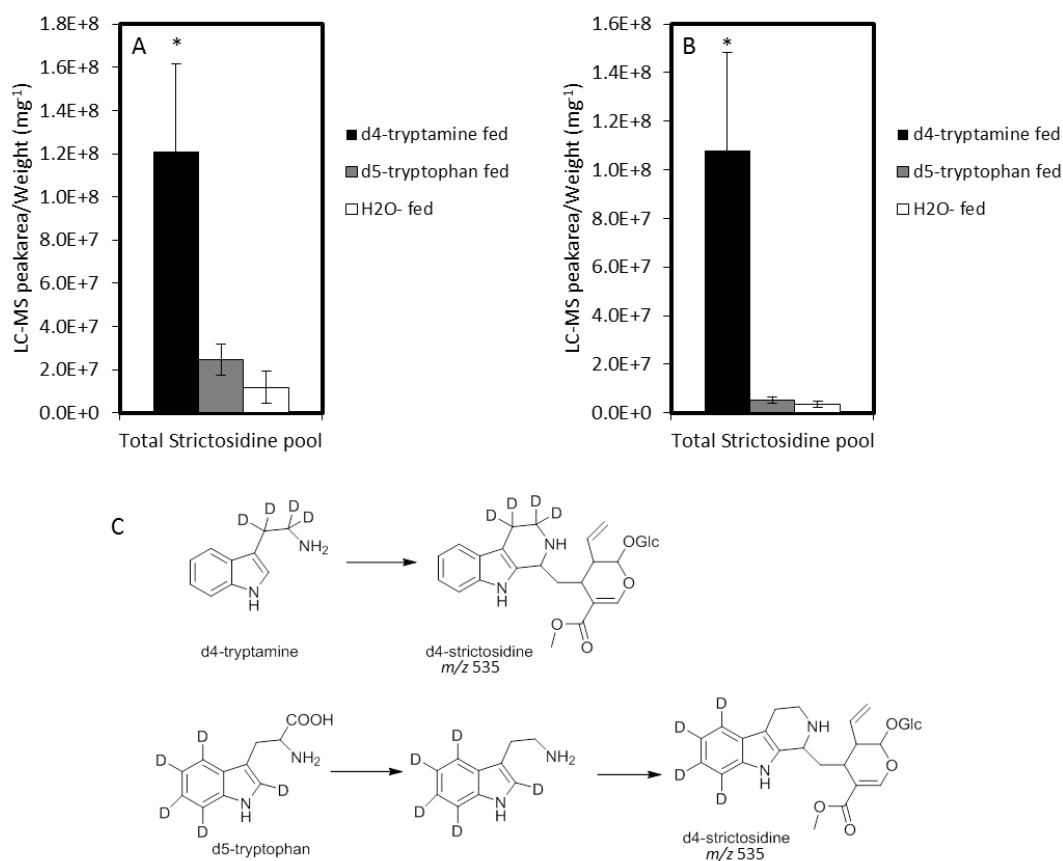 A
*
LC-MS peakarea/Weight (mg-1)
1.8E+8
1.6E+8
1.4E+8
1.2E+8
1.0E+8
8.0E+7
6.0E+7
4.0E+7
2.0E+7
0.0E+0
Total Strictosidine pool
d4-tryptamine fed
d5-tryptophan fed
H2O- fed
B
*
LC-MS peakarea/Weight (mg-1)
1.6E+8
1.4E+8
1.2E+8
1.0E+8
8.0E+7
6.0E+7
4.0E+7
2.0E+7
0.0E+0
Total Strictosidine pool
d4-tryptamine fed
d5-tryptophan fed
H2O- fed
C
D D D D
NH2
N
H
d4-tryptamine
D D D D
NH
N
H
OGlc
O
O
O
d4-strictosidine
m/z 535
D
D
D
D
D
COOH
NH2
N
H
d5-tryptophan
D
D
D
D
D
NH2
N
H
D
D
D
D
NH
N
H
OGlc
O
O
O
d4-strictosidine
m/z 535